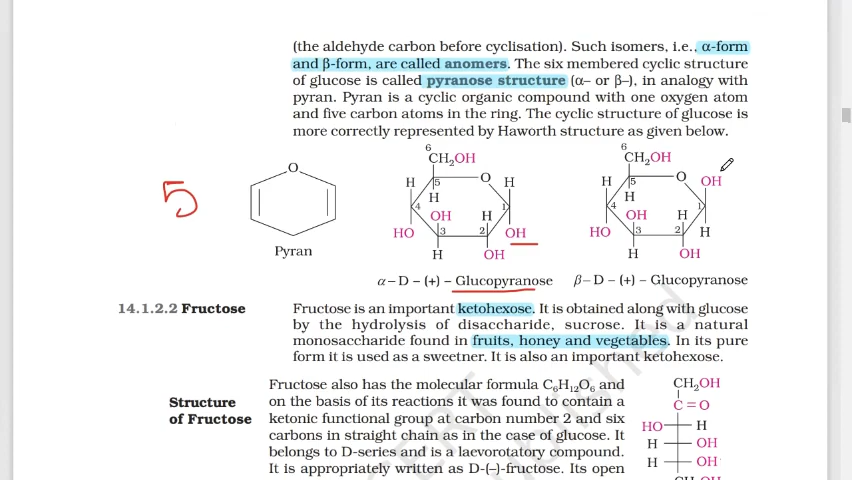 (the aldehyde carbon before cyclisation). Such isomers, i.e., α-form
and β-form, are called anomers. The six membered cyclic structure
of glucose is called pyranose structure (α– or β–), in analogy with
pyran. Pyran is a cyclic organic compound with one oxygen atom
and five carbon atoms in the ring. The cyclic structure of glucose is
more correctly represented by Haworth structure as given below.
6 6
CH2OH CH2OH
O H 5 O H H 5 O OH
5
H H
4 OH H 1 4 OH H 1
HO 3 2 OH HO 3 2 H
H OH H OH
Pyran
α – D – (+) – Glucopyranose β – D – (+) – Glucopyranose
14.1.2.2 Fructose
Fructose is an important ketohexose. It is obtained along with glucose
by the hydrolysis of disaccharide, sucrose. It is a natural
monosaccharide found in fruits, honey and vegetables. In its pure
form it is used as a sweetner. It is also an important ketohexose.
Structure
of Fructose
Fructose also has the molecular formula C6H12O6 and
on the basis of its reactions it was found to contain a
ketonic functional group at carbon number 2 and six
carbons in straight chain as in the case of glucose. It
belongs to D-series and is a laevorotatory compound.
It is appropriately written as D-(–)-fructose. Its open
CH2OH
C=O
HO H
H OH
H OH